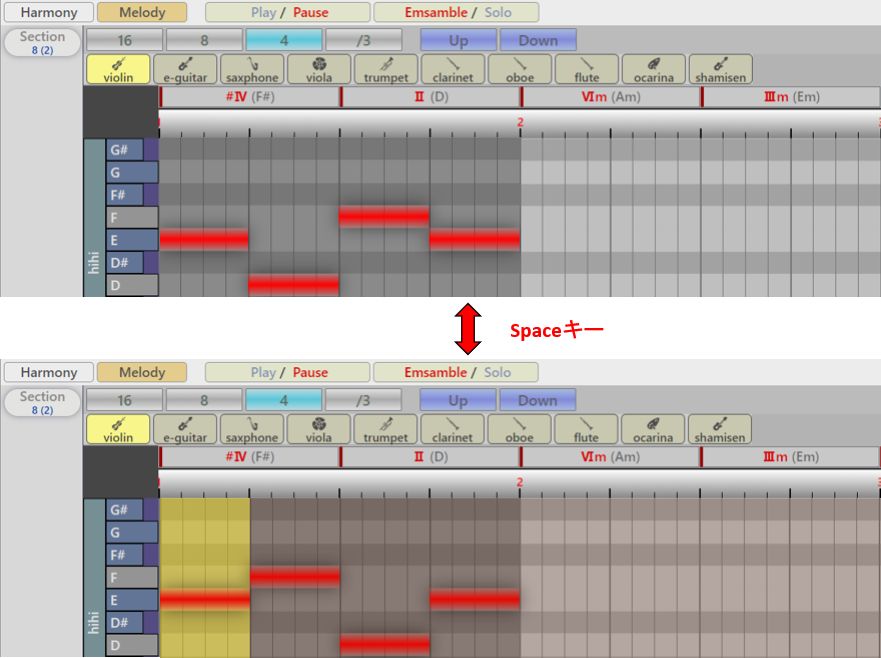 Harmony Melody Play / Pause Emsamble / Solo
Section 16 8 4 /3 Up Down
8 (2)
violin e-guitar saxphone viola trumpet clarinet oboe flute ocarina shamisen
#Ⅳ (F#) Ⅱ (D) Ⅵm (Am) Ⅲm (Em)
2
G#
G
F#
F
E
D#
D
hihi
Spaceキー
Harmony Melody Play / Pause Emsamble / Solo
Section 16 8 4 /3 Up Down
8 (2)
violin e-guitar saxphone viola trumpet clarinet oboe flute ocarina shamisen
#Ⅳ (F#) Ⅱ (D) Ⅵm (Am) Ⅲm (Em)
2
G#
G
F#
F
E
D#
D
hihi